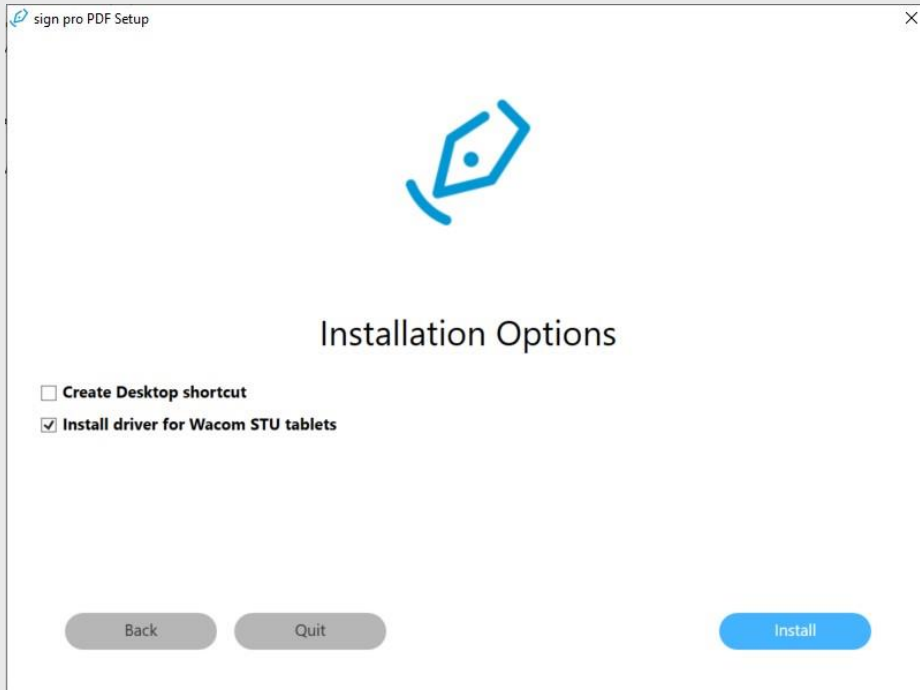 sign pro PDF Setup
Installation Options
Create Desktop shortcut
Install driver for Wacom STU tablets
Back Quit Install